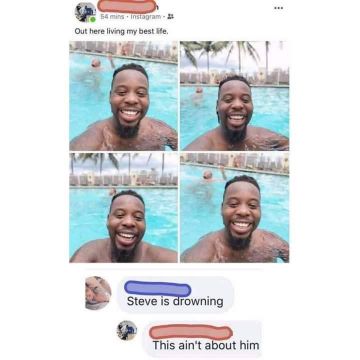 54 mins · Instagram ·
Out here living my best life.
Steve is drowning
This ain't about him